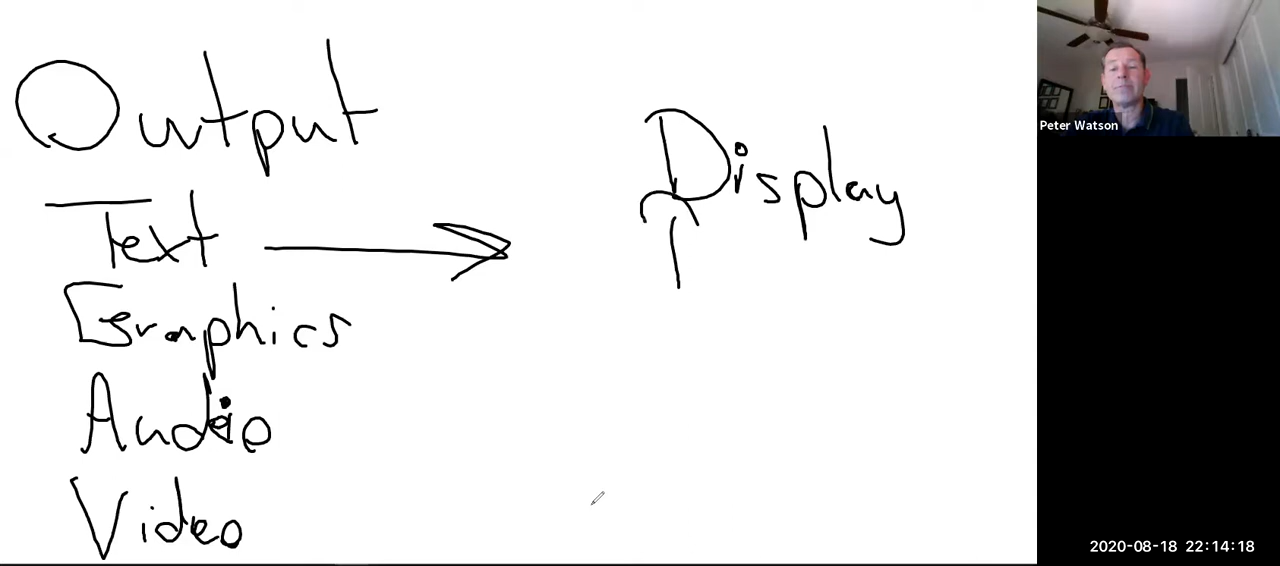 Output
Display
Text
Graphics
Audio
Video
Peter Watson
2020-08-18 22:14:18